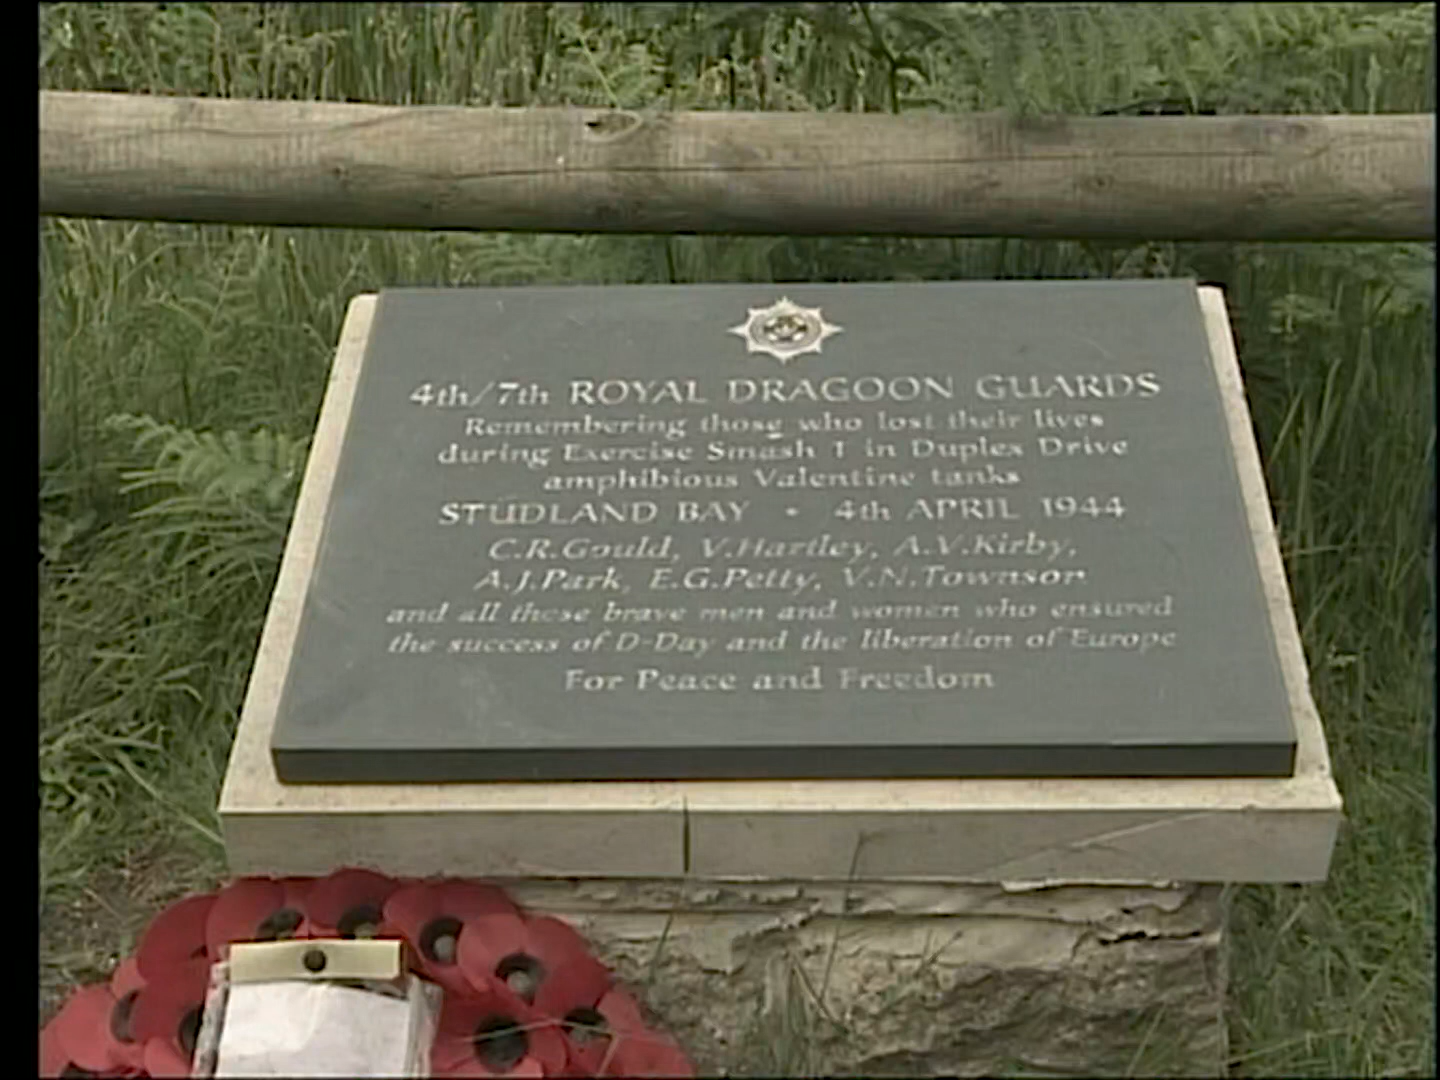 4th/7th ROYAL DRAGOON GUARDS
Remembering those who lost their lives
during Exercise Smash 1 in Duplex Drive
amphibious Valentine tanks
STUDLAND BAY • 4th APRIL 1944
C.R.Gould, V.Hartley, A.V.Kirby,
A.J.Park, E.G.Petty, V.N.Townson
and all those brave men and women who ensured
the success of D-Day and the liberation of Europe
For Peace and Freedom